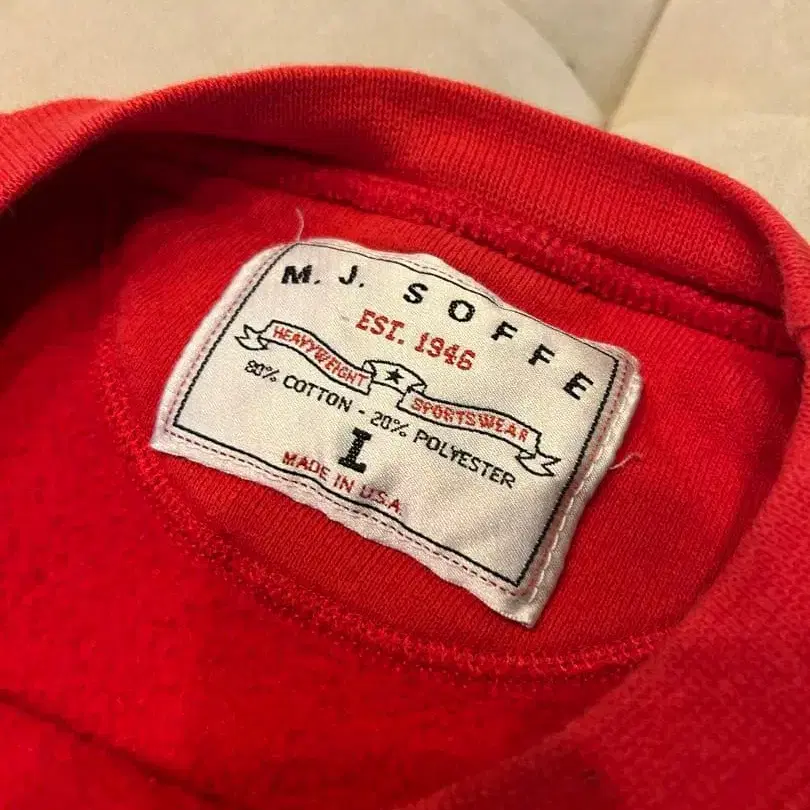 M. J. SOFFE
EST. 1946
HEAVYWEIGHT ★ SPORTSWEAR
80% COTTON - 20% POLYESTER
L
MADE IN U.S.A.